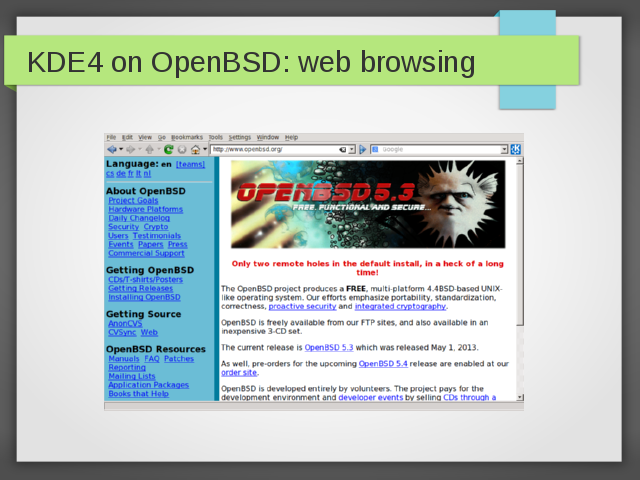 KDE4 on OpenBSD: web browsing
File Edit View Go Bookmarks Tools Settings Window Help
http://www.openbsd.org/
Google
Language: en [teams]
cs de fr lt nl
About OpenBSD
Project Goals
Hardware Platforms
Daily Changelog
Security Crypto
Users Testimonials
Events Papers Press
Commercial Support
Getting OpenBSD
CDs/T-shirts/Posters
Getting Releases
Installing OpenBSD
Getting Source
AnonCVS
CVSync Web
OpenBSD Resources
Manuals FAQ Patches
Reporting
Mailing Lists
Application Packages
Books that Help
OPENBSD 5.3
FREE, FUNCTIONAL AND SECURE...
Only two remote holes in the default install, in a heck of a long
time!
The OpenBSD project produces a FREE, multi-platform 4.4BSD-based UNIX-
like operating system. Our efforts emphasize portability, standardization,
correctness, proactive security and integrated cryptography.
OpenBSD is freely available from our FTP sites, and also available in an
inexpensive 3-CD set.
The current release is OpenBSD 5.3 which was released May 1, 2013.
As well, pre-orders for the upcoming OpenBSD 5.4 release are enabled at our
order site.
OpenBSD is developed entirely by volunteers. The project pays for the
development environment and developer events by selling CDs through a